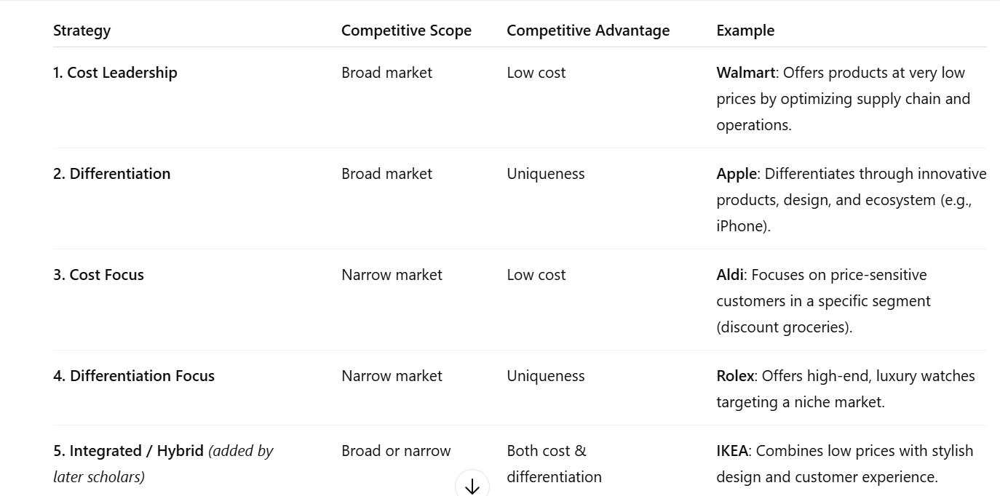 Strategy Competitive Scope Competitive Advantage Example
1. Cost Leadership Broad market Low cost Walmart: Offers products at very low
prices by optimizing supply chain and
operations.
2. Differentiation Broad market Uniqueness Apple: Differentiates through innovative
products, design, and ecosystem (e.g.,
iPhone).
3. Cost Focus Narrow market Low cost Aldi: Focuses on price-sensitive
customers in a specific segment
(discount groceries).
4. Differentiation Focus Narrow market Uniqueness Rolex: Offers high-end, luxury watches
targeting a niche market.
5. Integrated / Hybrid (added by Broad or narrow Both cost & IKEA: Combines low prices with stylish
later scholars) differentiation design and customer experience.